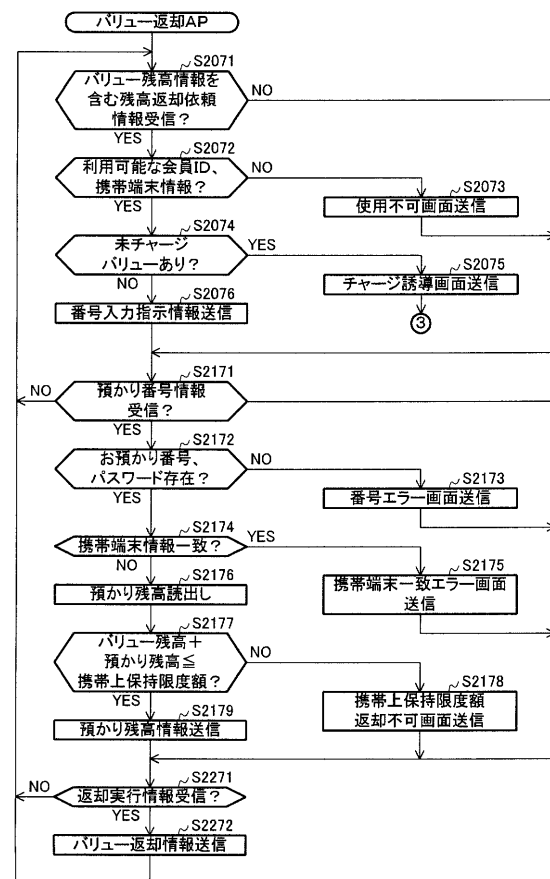 バリュー返却AP
S2071
バリュー残高情報を
含む残高返却依頼
情報受信？
NO
YES
S2072
利用可能な会員ID、
携帯端末情報？
NO
YES
S2073
使用不可画面送信
S2074
未チャージ
バリューあり？
YES
NO
S2075
チャージ誘導画面送信
③
S2076
番号入力指示情報送信
S2171
預かり番号情報
受信？
NO
YES
S2172
お預かり番号、
パスワード存在？
NO
YES
S2173
番号エラー画面送信
S2174
携帯端末情報一致？
YES
NO
S2175
携帯端末一致エラー画面
送信
S2176
預かり残高読出し
S2177
バリュー残高＋
預かり残高≦
携帯上保持限度額？
NO
YES
S2178
携帯上保持限度額
返却不可画面送信
S2179
預かり残高情報送信
S2271
返却実行情報受信？
NO
YES
S2272
バリュー返却情報送信